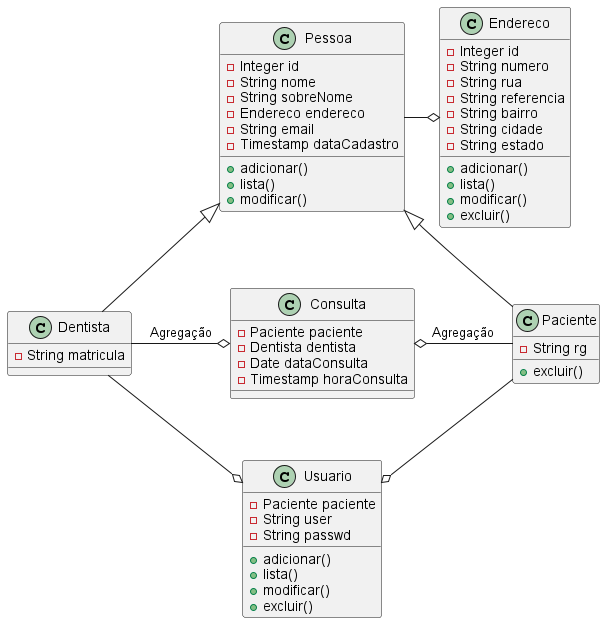 C Pessoa
Integer id
String nome
String sobreNome
Endereco endereco
String email
Timestamp dataCadastro
adicionar()
lista()
modificar()
C Endereco
Integer id
String numero
String rua
String referencia
String bairro
String cidade
String estado
adicionar()
lista()
modificar()
excluir()
C Dentista
String matricula
Agregação
C Consulta
Paciente paciente
Dentista dentista
Date dataConsulta
Timestamp horaConsulta
Agregação
C Paciente
String rg
excluir()
C Usuario
Paciente paciente
String user
String passwd
adicionar()
lista()
modificar()
excluir()